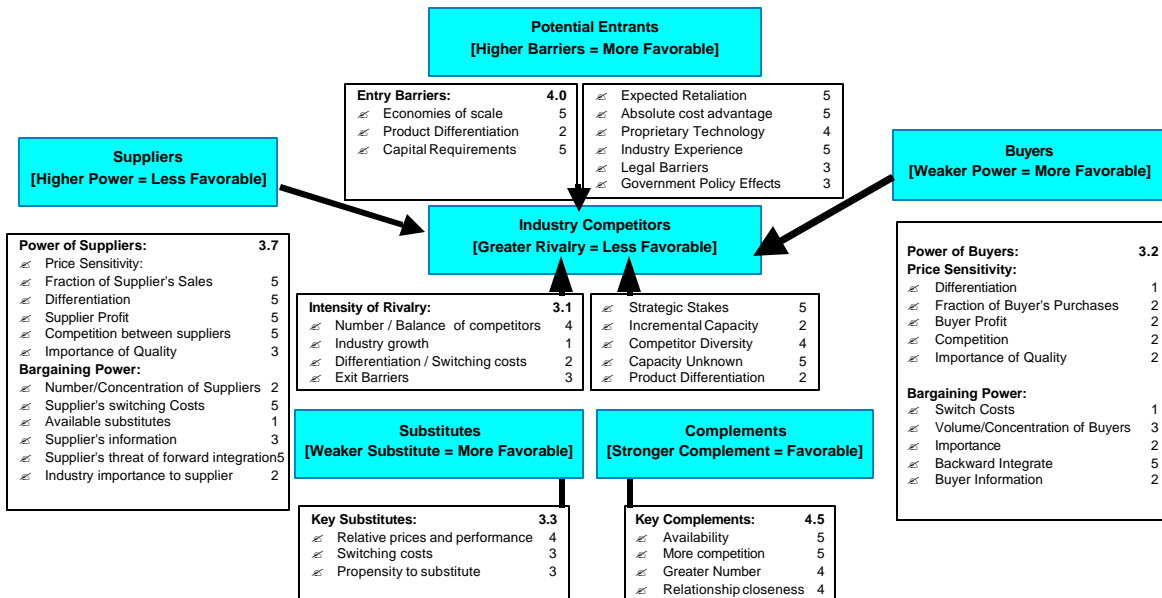 Potential Entrants
[Higher Barriers = More Favorable]
Entry Barriers: 4.0
Economies of scale 5
Product Differentiation 2
Capital Requirements 5
Expected Retaliation 5
Absolute cost advantage 5
Proprietary Technology 4
Industry Experience 5
Legal Barriers 3
Government Policy Effects 3
Suppliers
[Higher Power = Less Favorable]
Buyers
[Weaker Power = More Favorable]
Industry Competitors
[Greater Rivalry = Less Favorable]
Power of Suppliers: 3.7
Price Sensitivity:
Fraction of Supplier's Sales 5
Differentiation 5
Supplier Profit 5
Competition between suppliers 5
Importance of Quality 3
Bargaining Power:
Number/Concentration of Suppliers 2
Supplier's switching Costs 5
Available substitutes 1
Supplier's information 3
Supplier's threat of forward integration 5
Industry importance to supplier 2
Intensity of Rivalry: 3.1
Number / Balance of competitors 4
Industry growth 1
Differentiation / Switching costs 2
Exit Barriers 3
Strategic Stakes 5
Incremental Capacity 2
Competitor Diversity 4
Capacity Unknown 5
Product Differentiation 2
Power of Buyers: 3.2
Price Sensitivity:
Differentiation 1
Fraction of Buyer's Purchases 2
Buyer Profit 2
Competition 2
Importance of Quality 2
Bargaining Power:
Switch Costs 1
Volume/Concentration of Buyers 3
Importance 2
Backward Integrate 5
Buyer Information 2
Substitutes
[Weaker Substitute = More Favorable]
Complements
[Stronger Complement = Favorable]
Key Substitutes: 3.3
Relative prices and performance 4
Switching costs 3
Propensity to substitute 3
Key Complements: 4.5
Availability 5
More competition 5
Greater Number 4
Relationship closeness 4